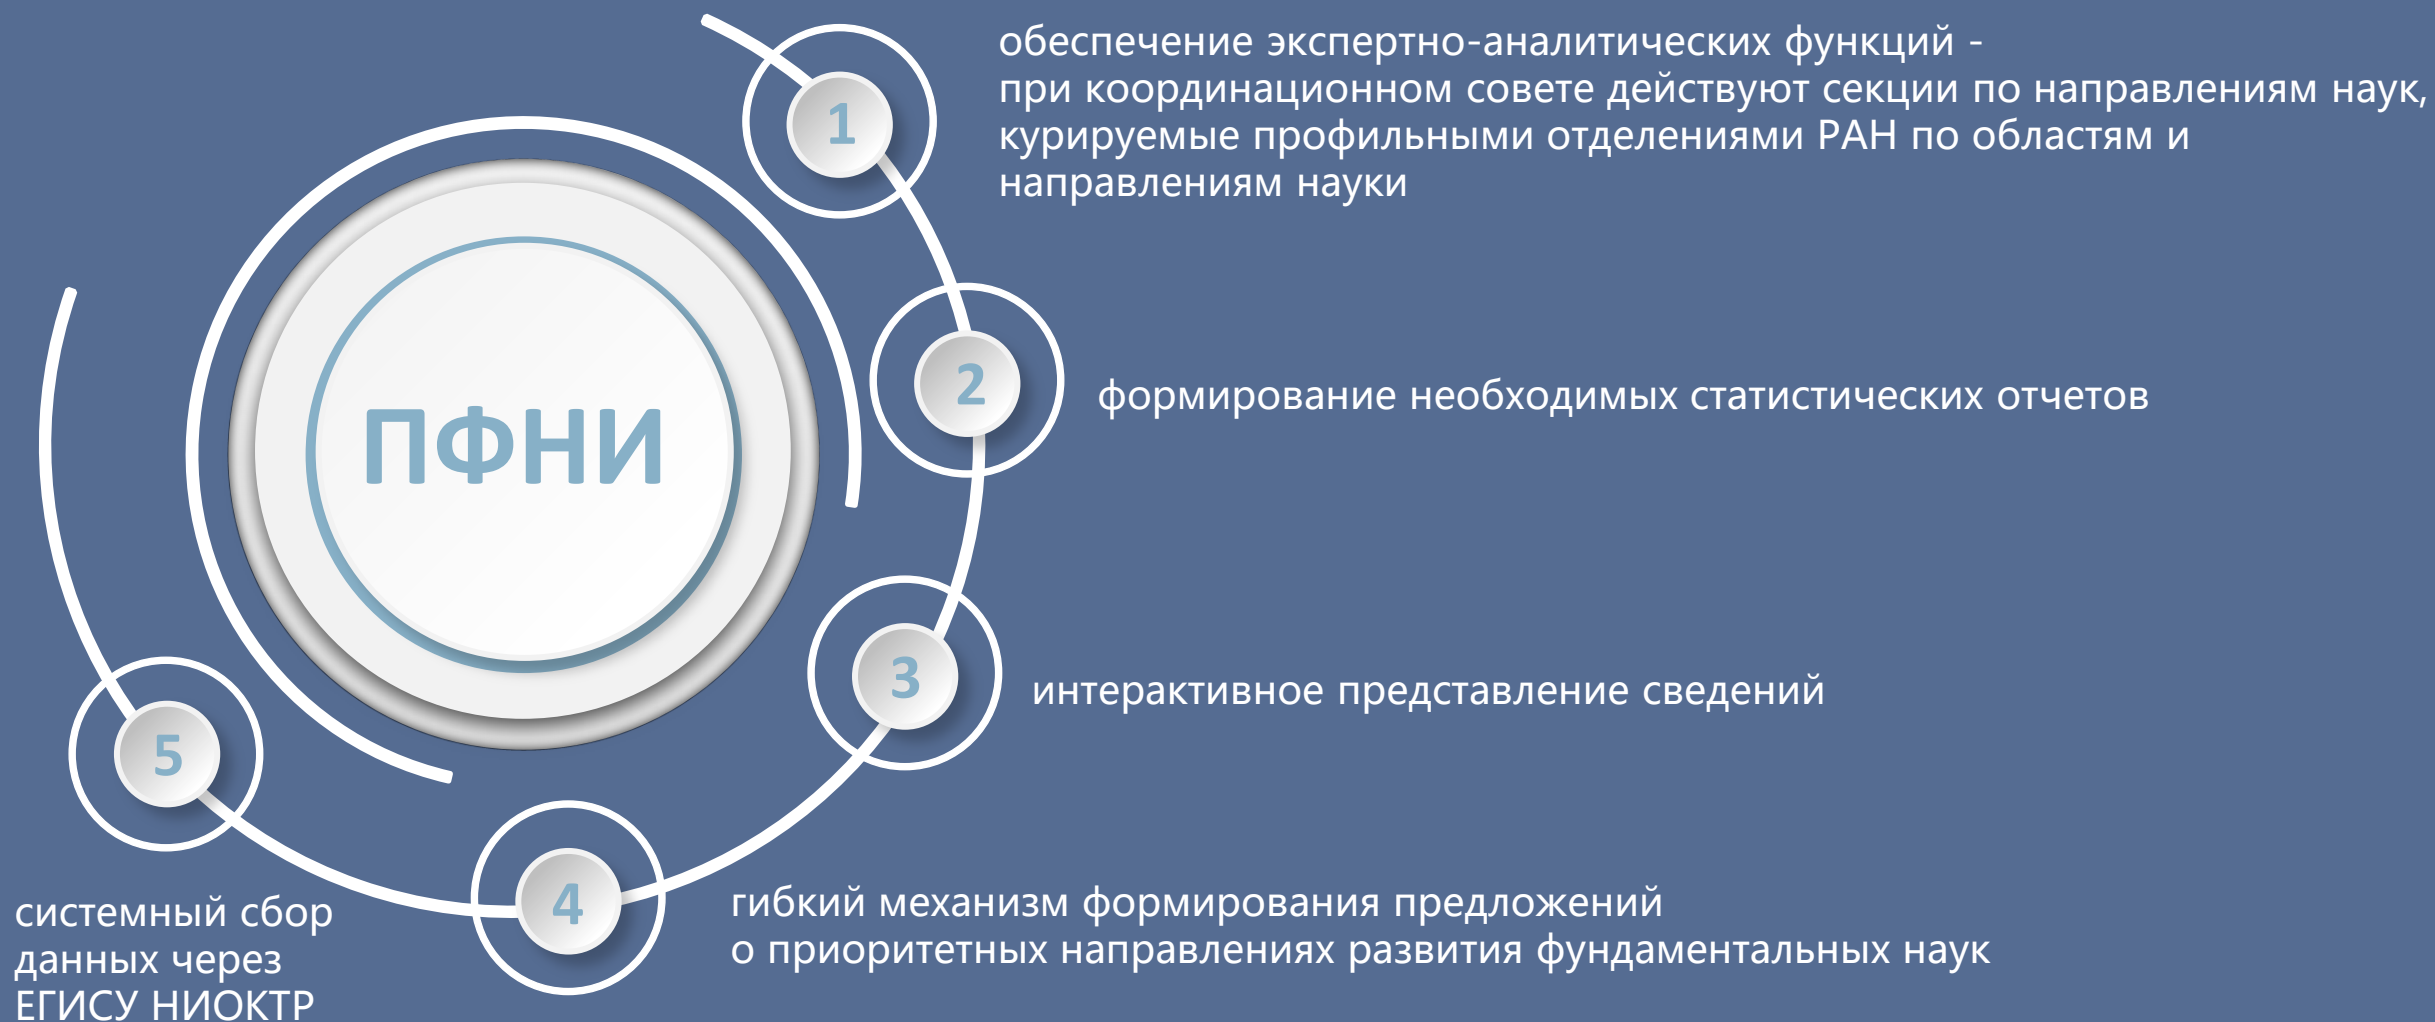 ПФНИ
1
обеспечение экспертно-аналитических функций -
при координационном совете действуют секции по направлениям наук,
курируемые профильными отделениями РАН по областям и
направлениям науки
2
формирование необходимых статистических отчетов
3
интерактивное представление сведений
4
гибкий механизм формирования предложений
о приоритетных направлениях развития фундаментальных наук
5
системный сбор
данных через
ЕГИСУ НИОКТР